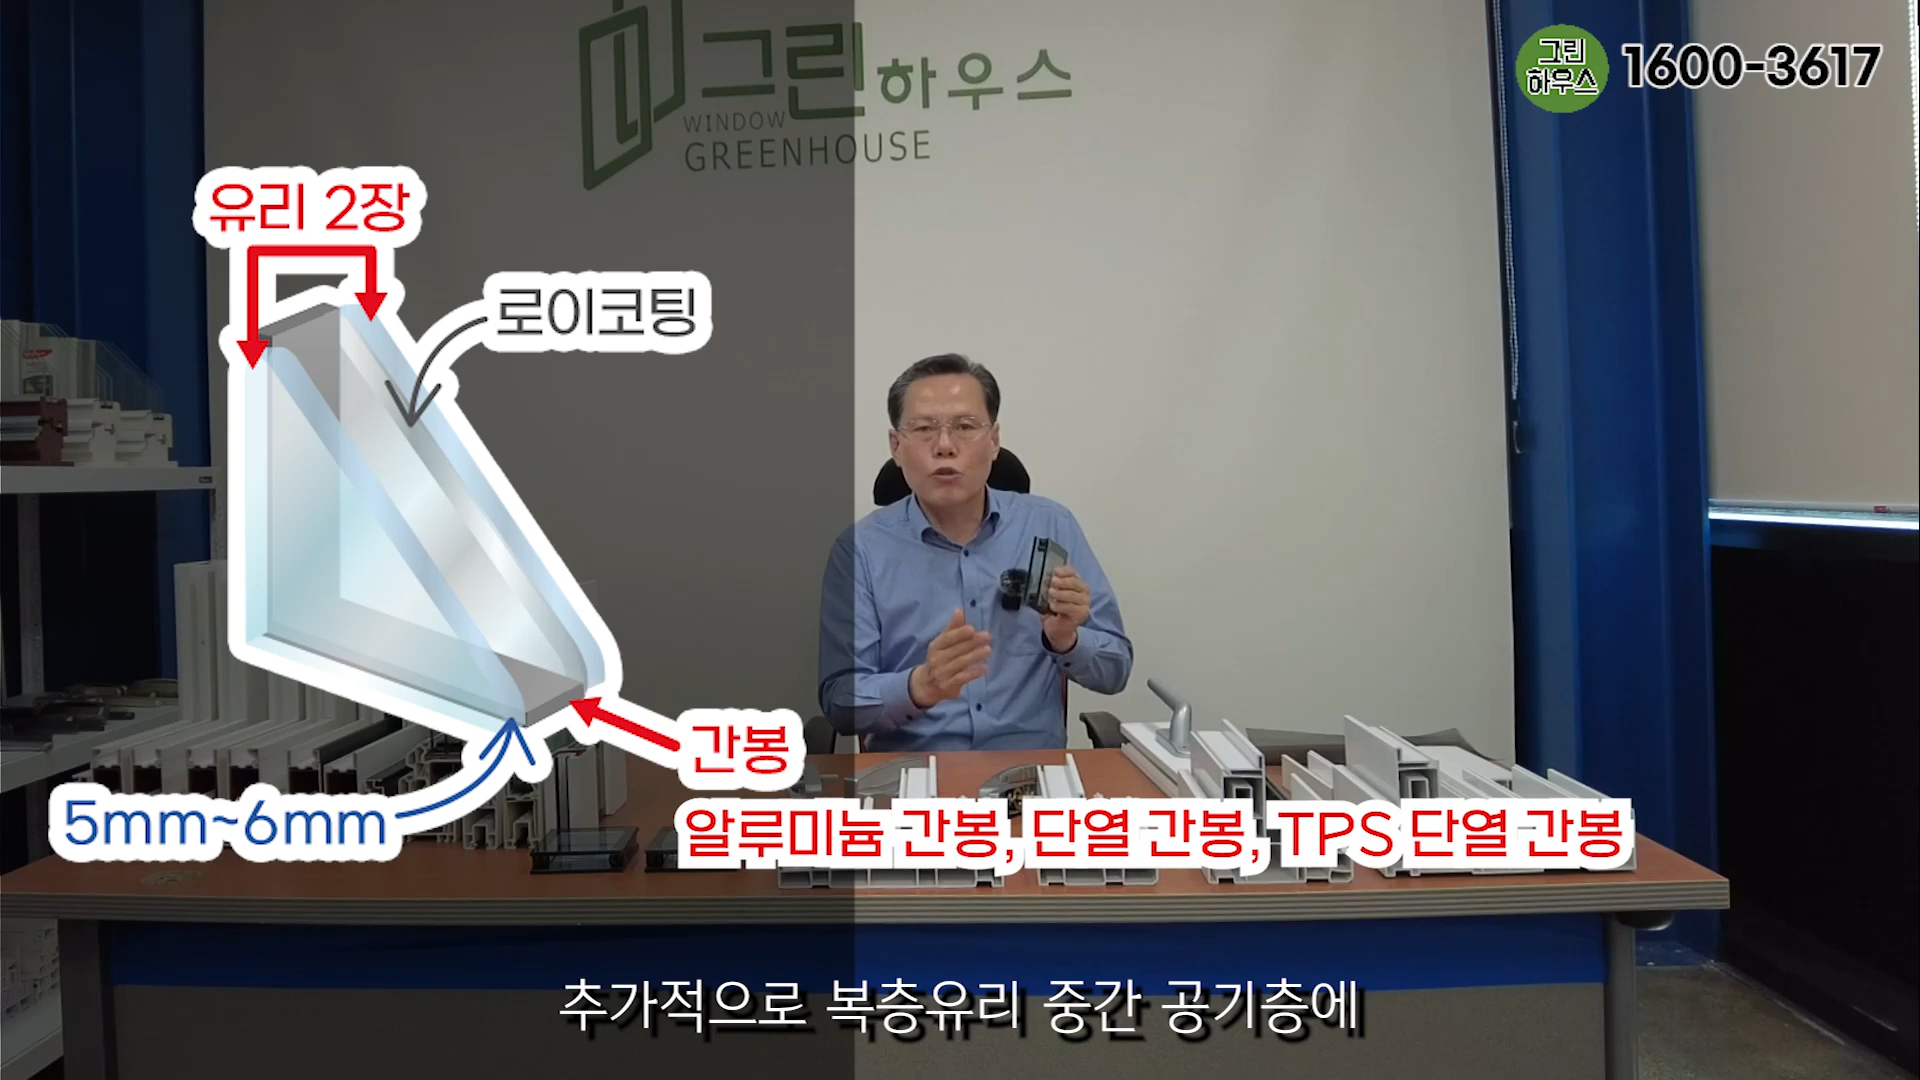 그린하우스
WINDOW
GREENHOUSE
그린
하우스
1600-3617
유리 2장
로이코팅
간봉
5mm~6mm
알루미늄 간봉, 단열 간봉, TPS 단열 간봉
추가적으로 복층유리 중간 공기층에